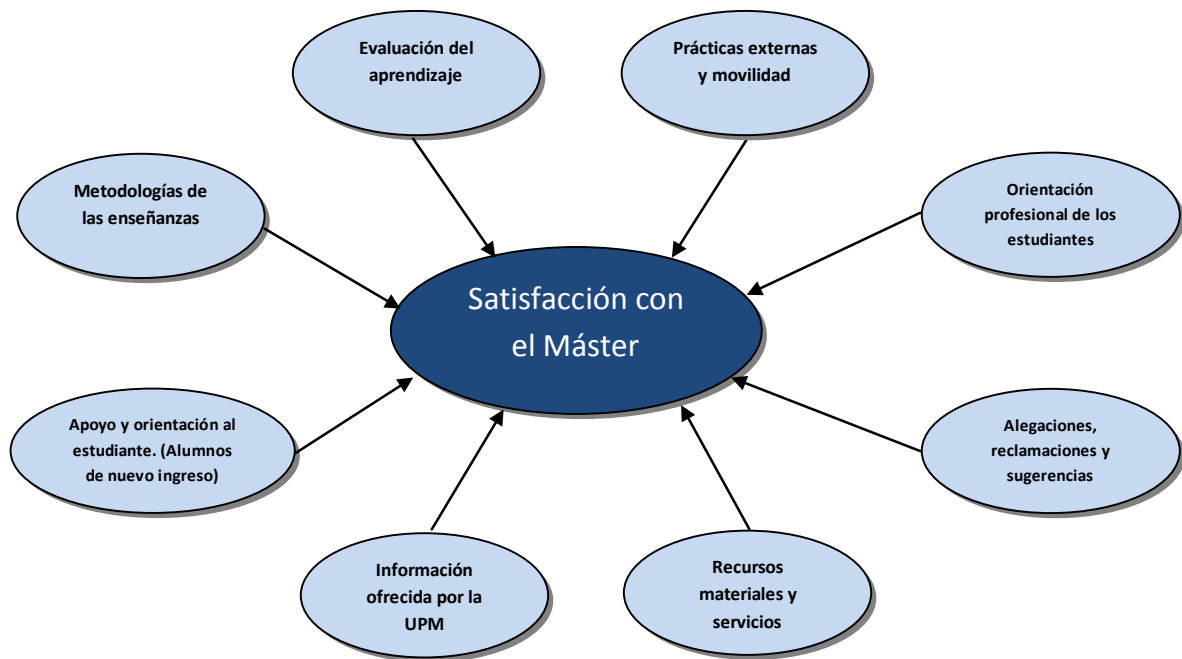 Evaluación del
aprendizaje
Prácticas externas
y movilidad
Metodologías de
las enseñanzas
Orientación
profesional de los
estudiantes
Satisfacción con
el Máster
Apoyo y orientación al
estudiante. (Alumnos
de nuevo ingreso)
Alegaciones,
reclamaciones y
sugerencias
Información
ofrecida por la
UPM
Recursos
materiales y
servicios